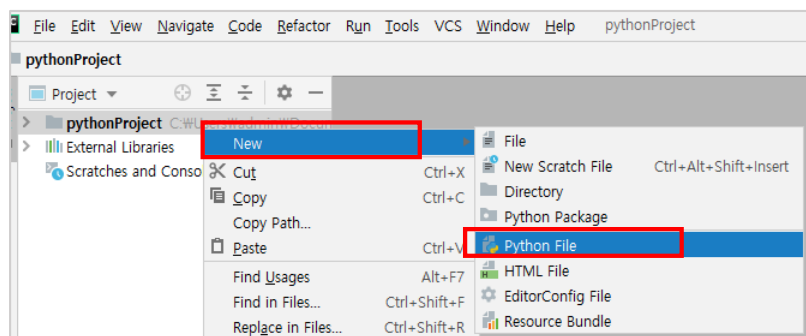 File Edit View Navigate Code Refactor Run Tools VCS Window Help pythonProject
pythonProject
Project
pythonProject C:₩Users₩admin₩Docun
External Libraries
Scratches and Conso
New
Cut Ctrl+X
Copy Ctrl+C
Copy Path...
Paste Ctrl+V
Find Usages Alt+F7
Find in Files... Ctrl+Shift+F
Replace in Files... Ctrl+Shift+R
File
New Scratch File Ctrl+Alt+Shift+Insert
Directory
Python Package
Python File
HTML File
EditorConfig File
Resource Bundle